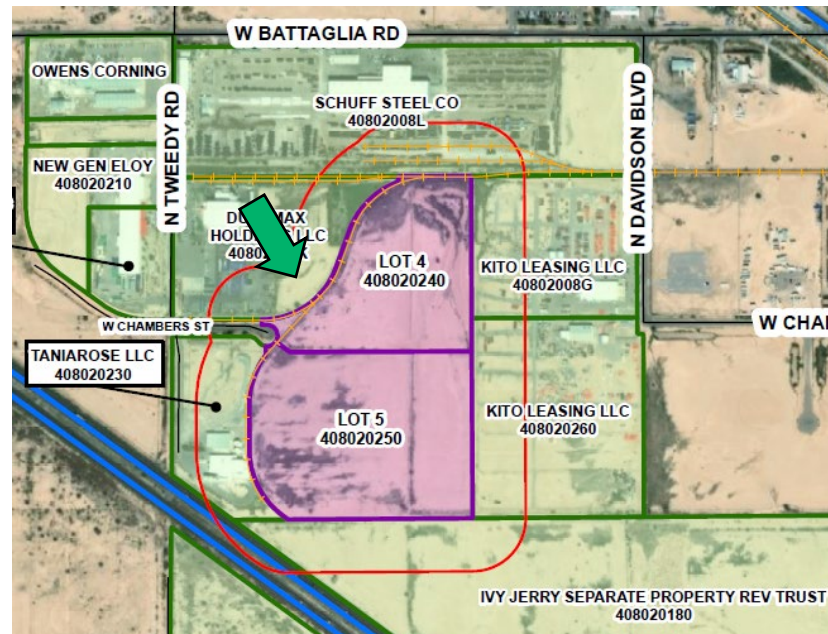 W BATTAGLIA RD
OWENS CORNING
N TWEEDY RD
SCHUFF STEEL CO
40802008L
N DAVIDSON BLVD
NEW GEN ELOY
408020210
HOLD
LLC
LOT 4
408020240
KITO LEASING LLC
40802008G
W CHAMBERS ST
TANIAROSE LLC
408020230
LOT 5
408020250
KITO LEASING LLC
408020260
IVY JERRY SEPARATE PROPERTY REV TRUST
408020180